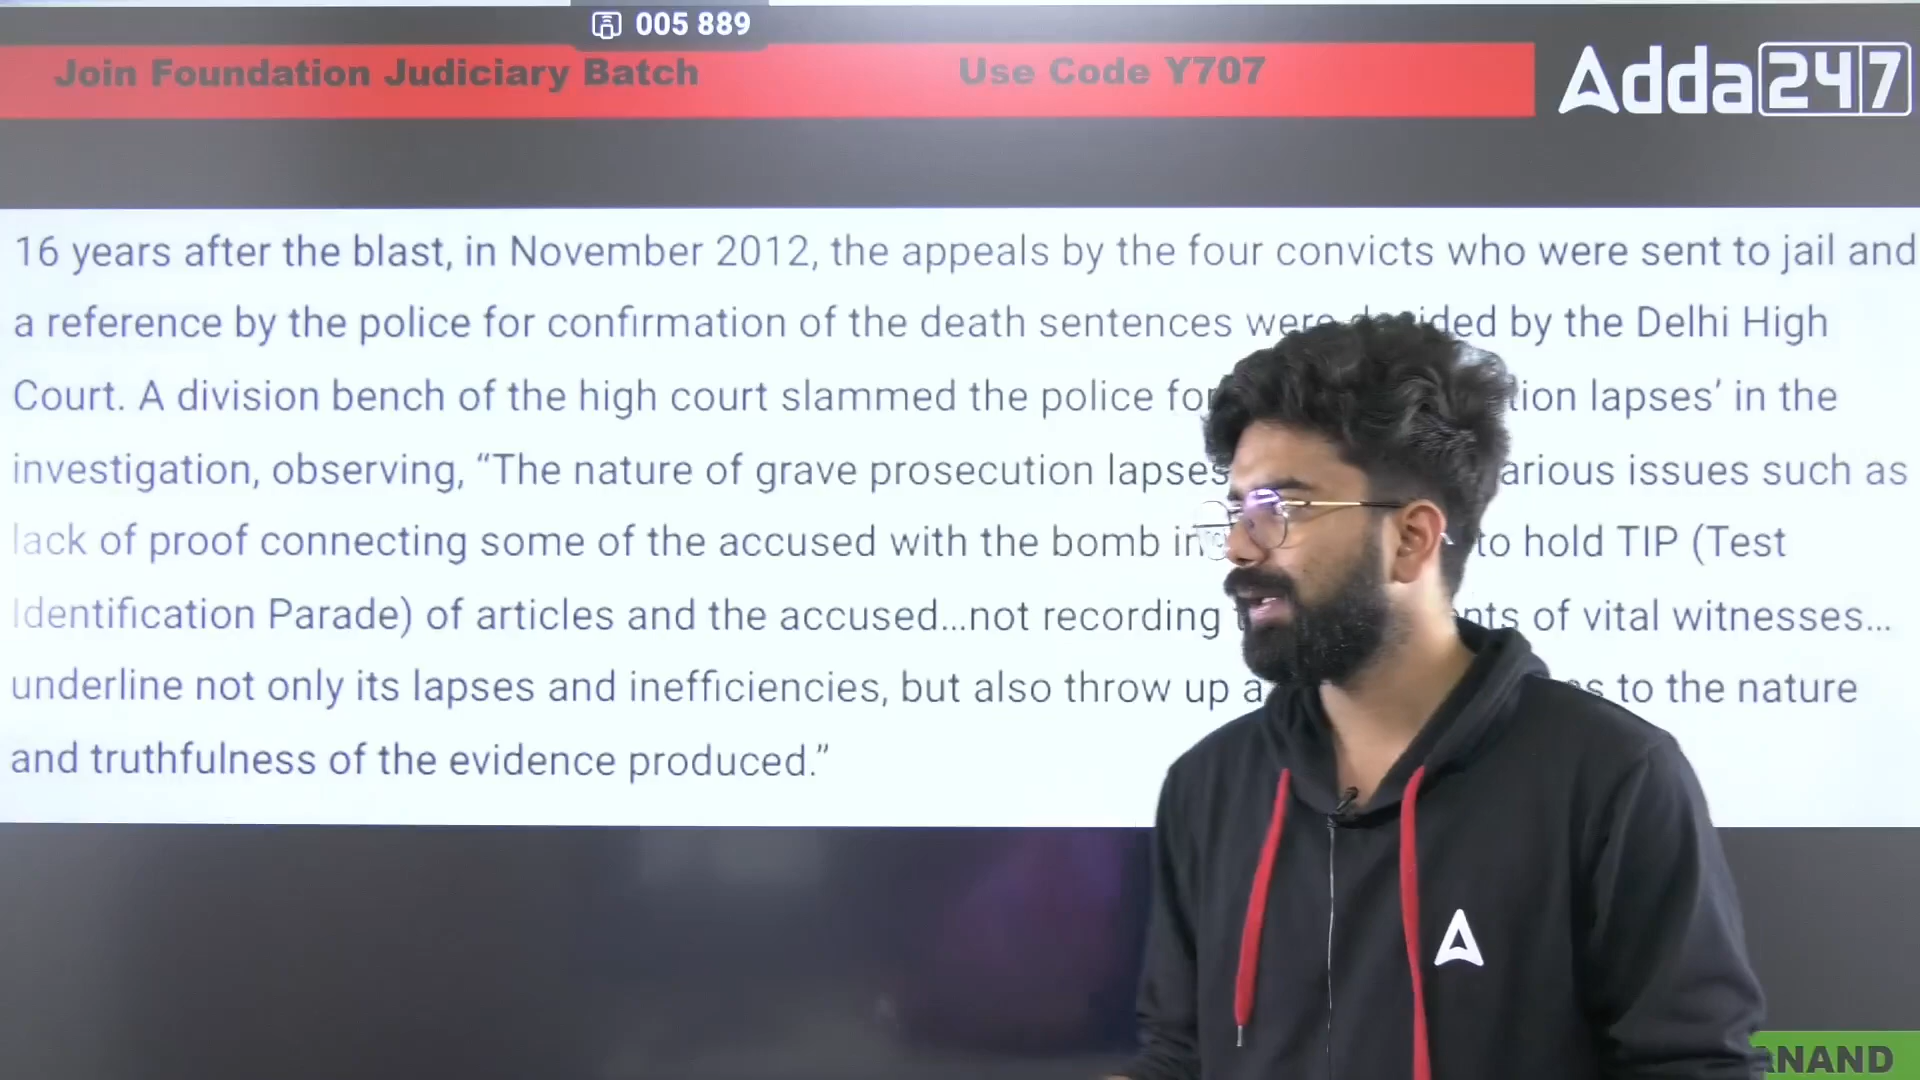 005 889
Join Foundation Judiciary Batch Use Code Y707
Adda247
16 years after the blast, in November 2012, the appeals by the four convicts who were sent to jail and
a reference by the police for confirmation of the death sentences were decided by the Delhi High
Court. A division bench of the high court slammed the police for lapses’ in the
investigation, observing, “The nature of grave prosecution lapses issues such as
lack of proof connecting some of the accused with the bomb to hold TIP (Test
Identification Parade) of articles and the accused...not recording of vital witnesses...
underline not only its lapses and inefficiencies, but also throw up to the nature
and truthfulness of the evidence produced.”